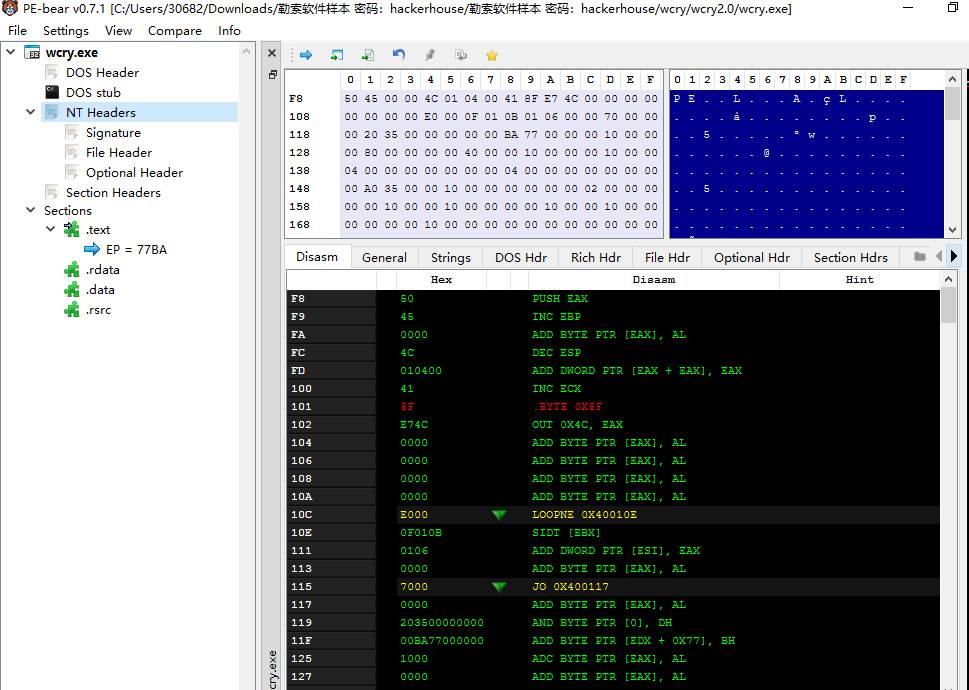 PE-bear v0.7.1 [C:/Users/30682/Downloads/勒索软件样本 密码：hackerhouse/勒索软件样本 密码：hackerhouse/wcry/wcry2.0/wcry.exe]
File Settings View Compare Info
wcry.exe
DOS Header
DOS stub
NT Headers
Signature
File Header
Optional Header
Section Headers
Sections
.text
EP = 77BA
.rdata
.data
.rsrc
cry.exe
0 1 2 3 4 5 6 7 8 9 A B C D E F
F8 50 45 00 00 4C 01 04 00 41 8F E7 4C 00 00 00 00
108 00 00 00 00 E0 00 0F 01 0B 01 06 00 00 70 00 00
118 00 20 35 00 00 00 00 00 BA 77 00 00 00 10 00 00
128 00 80 00 00 00 00 40 00 00 10 00 00 00 10 00 00
138 04 00 00 00 00 00 00 00 04 00 00 00 00 00 00 00
148 00 A0 35 00 00 10 00 00 00 00 00 00 02 00 00 00
158 00 00 10 00 00 10 00 00 00 00 10 00 00 10 00 00
168 00 00 00 00 10 00 00 00 00 00 00 00 00 00 00 00
0 1 2 3 4 5 6 7 8 9 A B C D E F
P E . . L . . . A . ç L . . . .
. . . . à . . . . . . . . p . .
. . 5 . . . . . º w . . . . . .
. . . . . . @ . . . . . . . . .
. . . . . . . . . . . . . . . .
. . 5 . . . . . . . . . . . . .
. . . . . . . . . . . . . . . .
. . . . . . . . . . . . . . . .
Disasm General Strings DOS Hdr Rich Hdr File Hdr Optional Hdr Section Hdrs
Hex Disasm Hint
F8 50 PUSH EAX
F9 45 INC EBP
FA 0000 ADD BYTE PTR [EAX], AL
FC 4C DEC ESP
FD 010400 ADD DWORD PTR [EAX + EAX], EAX
100 41 INC ECX
101 8F .BYTE 0X8F
102 E74C OUT 0X4C, EAX
104 0000 ADD BYTE PTR [EAX], AL
106 0000 ADD BYTE PTR [EAX], AL
108 0000 ADD BYTE PTR [EAX], AL
10A 0000 ADD BYTE PTR [EAX], AL
10C E000 LOOPNE 0X40010E
10E 0F010B SIDT [EBX]
111 0106 ADD DWORD PTR [ESI], EAX
113 0000 ADD BYTE PTR [EAX], AL
115 7000 JO 0X400117
117 0000 ADD BYTE PTR [EAX], AL
119 203500000000 AND BYTE PTR [0], DH
11F 00BA77000000 ADD BYTE PTR [EDX + 0X77], BH
125 1000 ADC BYTE PTR [EAX], AL
127 0000 ADD BYTE PTR [EAX], AL